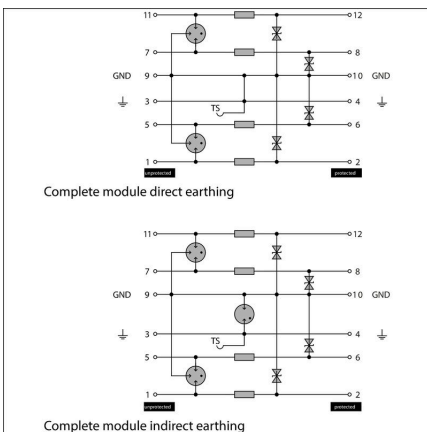 11 12
7 8
GND 9 10 GND
3 4
TS
5 6
1 2
unprotected protected
Complete module direct earthing
11 12
7 8
GND 9 10 GND
3 4
TS
5 6
1 2
unprotected protected
Complete module indirect earthing